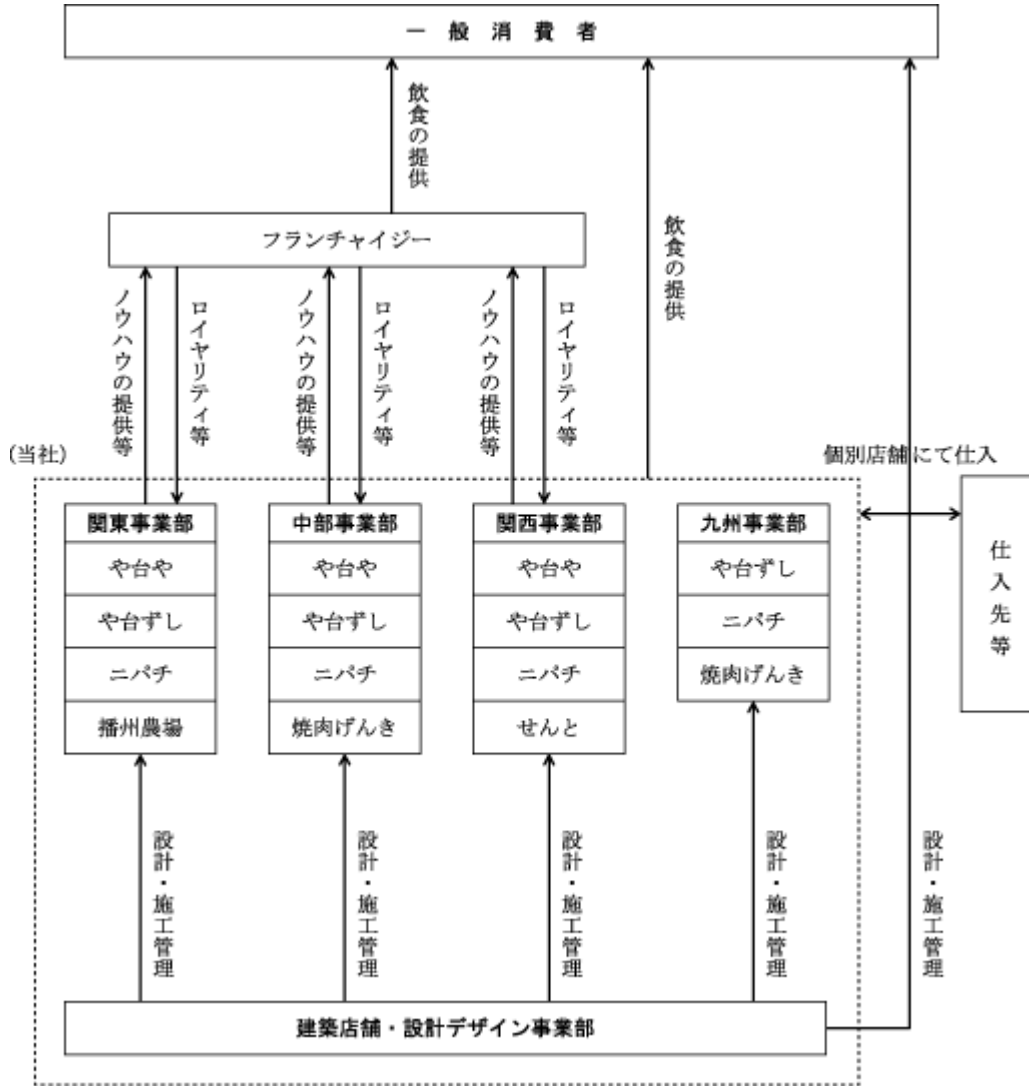 一般消費者
飲食の提供
フランチャイジー
飲食の提供
ノウハウの提供等
ロイヤリティ等
ノウハウの提供等
ロイヤリティ等
ノウハウの提供等
ロイヤリティ等
(当社)
個別店舗にて仕入
関東事業部
や台や
や台ずし
ニパチ
播州農場
中部事業部
や台や
や台ずし
ニパチ
焼肉げんき
関西事業部
や台や
や台ずし
ニパチ
せんと
九州事業部
や台ずし
ニパチ
焼肉げんき
仕入先等
設計・施工管理
設計・施工管理
設計・施工管理
設計・施工管理
設計・施工管理
建築店舗・設計デザイン事業部